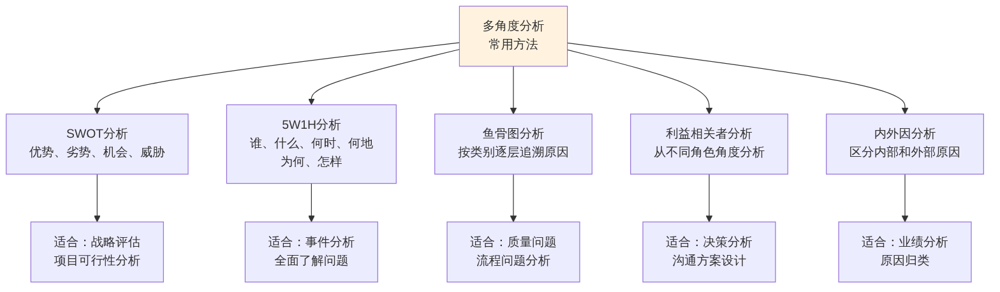 多角度分析
常用方法
SWOT分析
优势、劣势、机会、威胁
5W1H分析
谁、什么、何时、何地
为何、怎样
鱼骨图分析
按类别逐层追溯原因
利益相关者分析
从不同角色角度分析
内外因分析
区分内部和外部原因
适合：战略评估
项目可行性分析
适合：事件分析
全面了解问题
适合：质量问题
流程问题分析
适合：决策分析
沟通方案设计
适合：业绩分析
原因归类